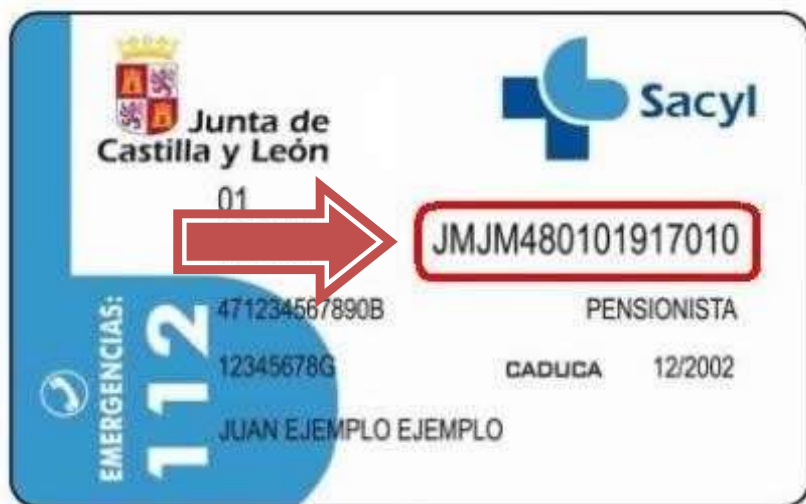 Junta de
Castilla y León
Sacyl
01
JMJM480101917010
471234567890B
PENSIONISTA
12345678G
CADUCA 12/2002
JUAN EJEMPLO EJEMPLO
EMERGENCIAS:
112